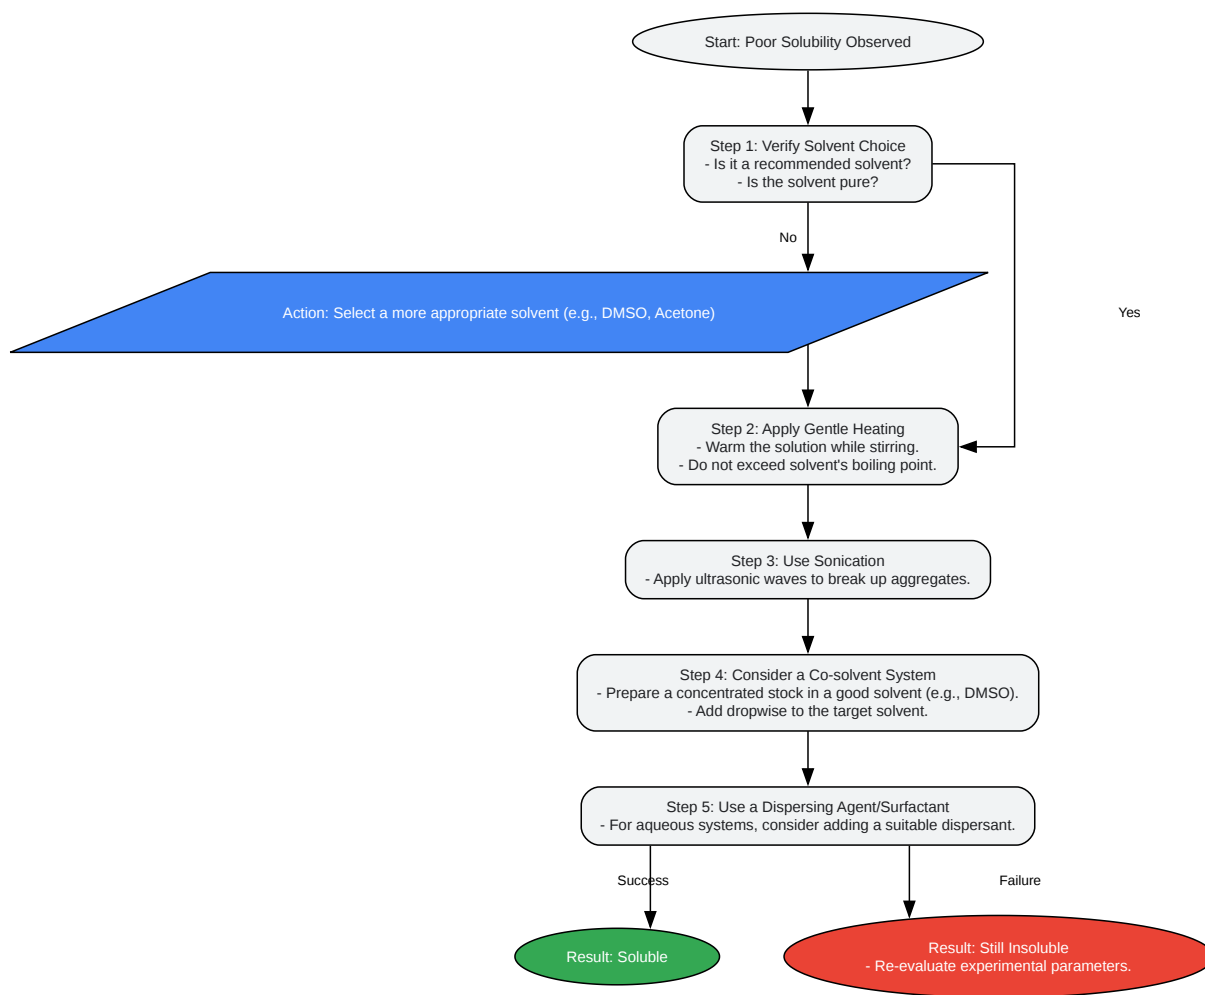 Start: Poor Solubility Observed
Step 1: Verify Solvent Choice
- Is it a recommended solvent?
- Is the solvent pure?
No
Action: Select a more appropriate solvent (e.g., DMSO, Acetone)
Yes
Step 2: Apply Gentle Heating
- Warm the solution while stirring.
- Do not exceed solvent's boiling point.
Step 3: Use Sonication
- Apply ultrasonic waves to break up aggregates.
Step 4: Consider a Co-solvent System
- Prepare a concentrated stock in a good solvent (e.g., DMSO).
- Add dropwise to the target solvent.
Step 5: Use a Dispersing Agent/Surfactant
- For aqueous systems, consider adding a suitable dispersant.
Success
Failure
Result: Soluble
Result: Still Insoluble
- Re-evaluate experimental parameters.